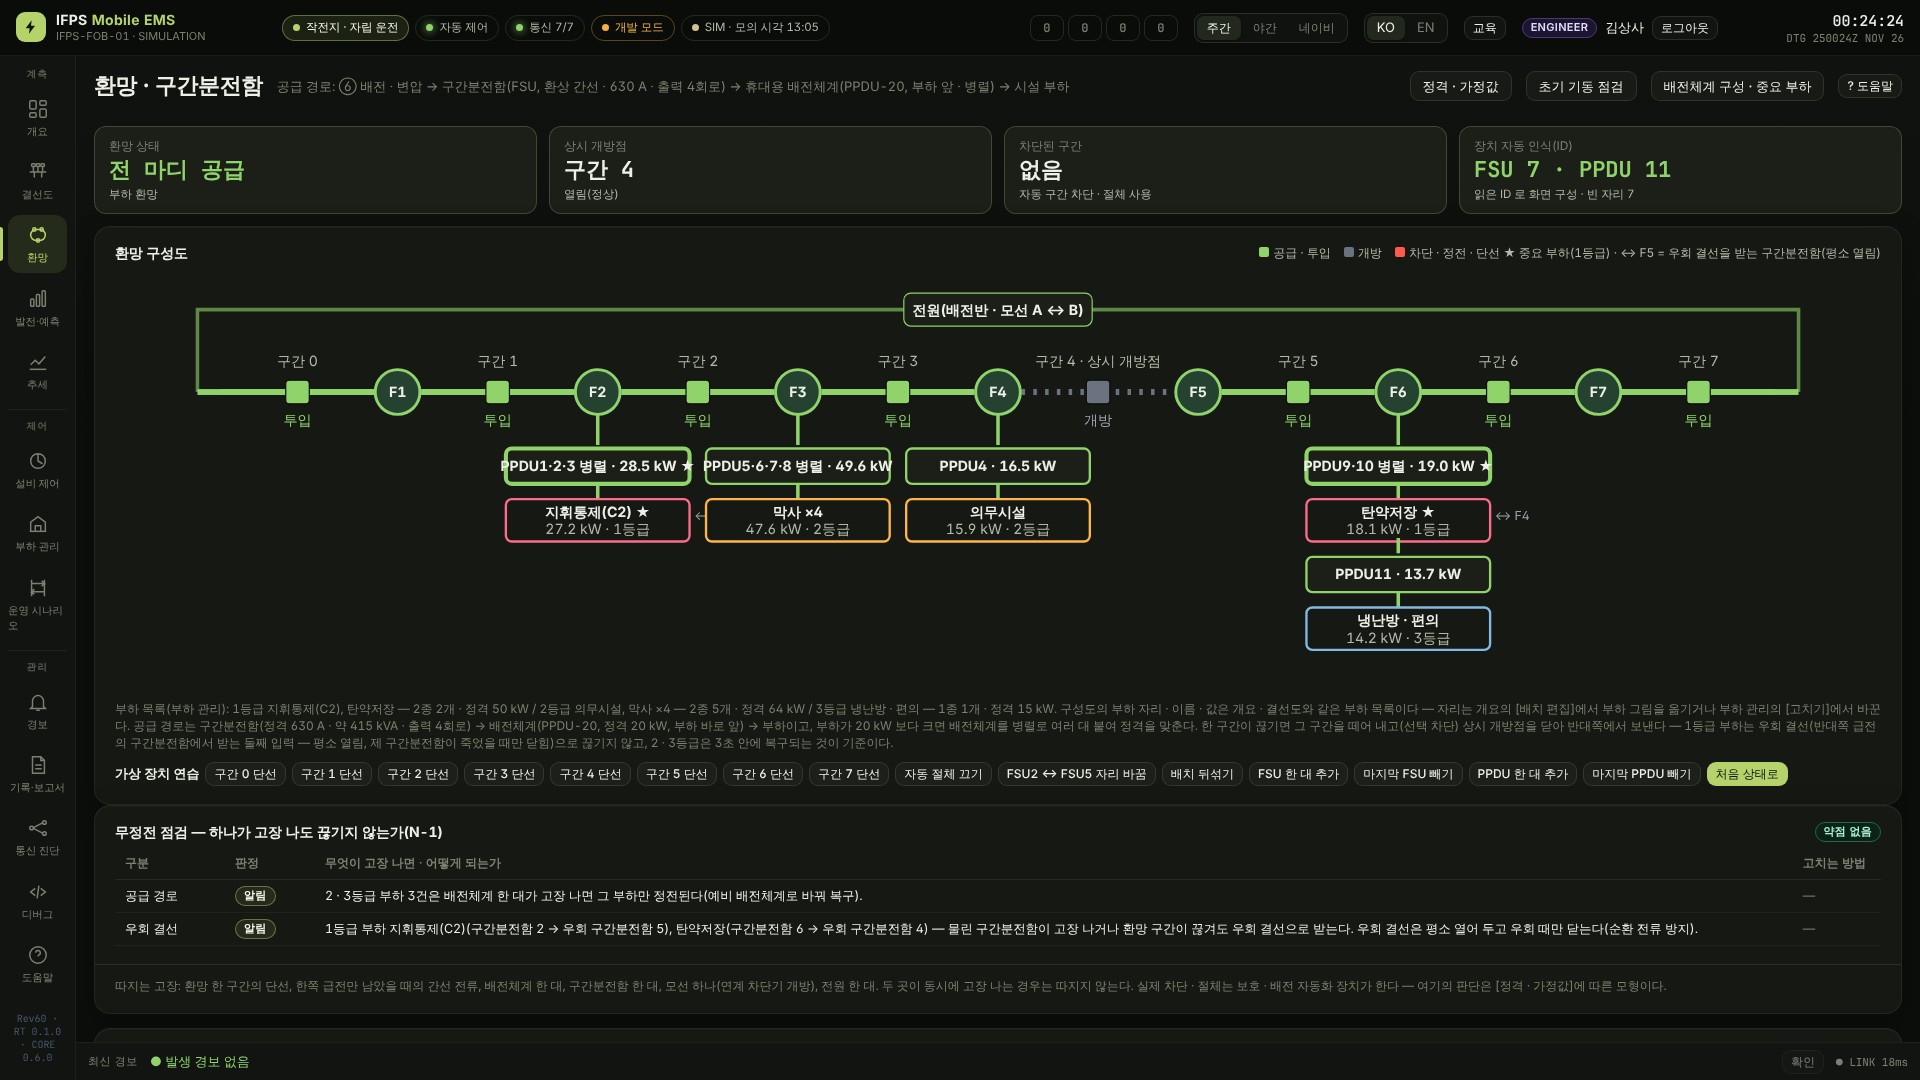 IFPS Mobile EMS
IFPS-FOB-01 · SIMULATION
작전지 · 자립 운전
자동 제어
통신 7/7
개발 모드
SIM · 모의 시각 13:05
0 0 0 0
주간 야간 네이비
KO EN
교육
ENGINEER 김상사 로그아웃
00:24:24
DTG 250024Z NOV 26
계측
개요
결선도
환망
발전·예측
추세
제어
설비 제어
부하 관리
운영 시나리
오
관리
경보
기록·보고서
통신 진단
디버그
도움말
Rev60 ·
RT 0.1.0
· CORE
0.6.0
환망 · 구간분전함
공급 경로: ⑥ 배전 · 변압 → 구간분전함(FSU, 환상 간선 · 630 A · 출력 4회로) → 휴대용 배전체계(PPDU-20, 부하 앞 · 병렬) → 시설 부하
정격 · 가정값
초기 기동 점검
배전체계 구성 · 중요 부하
? 도움말
환망 상태
전 마디 공급
부하 환망
상시 개방점
구간 4
열림(정상)
차단된 구간
없음
자동 구간 차단 · 절체 사용
장치 자동 인식(ID)
FSU 7 · PPDU 11
읽은 ID 로 화면 구성 · 빈 자리 7
환망 구성도
공급 · 투입 개방 차단 · 정전 · 단선 ★ 중요 부하(1등급) · ↔ F5 = 우회 결선을 받는 구간분전함(평소 열림)
전원(배전반 · 모선 A ↔ B)
구간 0 구간 1 구간 2 구간 3 구간 4 · 상시 개방점 구간 5 구간 6 구간 7
F1 F2 F3 F4 F5 F6 F7
투입 투입 투입 투입 개방 투입 투입 투입
PPDU1·2·3 병렬 · 28.5 kW ★
PPDU5·6·7·8 병렬 · 49.6 kW
PPDU4 · 16.5 kW
PPDU9·10 병렬 · 19.0 kW ★
지휘통제(C2) ★
27.2 kW · 1등급
↔
막사 ×4
47.6 kW · 2등급
의무시설
15.9 kW · 2등급
탄약저장 ★
18.1 kW · 1등급
↔ F4
PPDU11 · 13.7 kW
냉난방 · 편의
14.2 kW · 3등급
부하 목록(부하 관리): 1등급 지휘통제(C2), 탄약저장 — 2종 2개 · 정격 50 kW / 2등급 의무시설, 막사 ×4 — 2종 5개 · 정격 64 kW / 3등급 냉난방 · 편의 — 1종 1개 · 정격 15 kW. 구성도의 부하 자리 · 이름 · 값은 개요 · 결선도와 같은 부하 목록이다 — 자리는 개요의 [배치 편집]에서 부하 그림을 옮기거나 부하 관리의 [고치기]에서 바꾼
다. 공급 경로는 구간분전함(정격 630 A · 약 415 kVA · 출력 4회로) → 배전체계(PPDU-20, 정격 20 kW, 부하 바로 앞) → 부하이고, 부하가 20 kW 보다 크면 배전체계를 병렬로 여러 대 붙여 정격을 맞춘다. 한 구간이 끊기면 그 구간을 떼어 내고(선택 차단) 상시 개방점을 닫아 반대쪽에서 보낸다 — 1등급 부하는 우회 결선(반대쪽 급전
의 구간분전함에서 받는 둘째 입력 — 평소 열림, 제 구간분전함이 죽었을 때만 닫힘)으로 끊기지 않고, 2 · 3등급은 3초 안에 복구되는 것이 기준이다.
가상 장치 연습 구간 0 단선 구간 1 단선 구간 2 단선 구간 3 단선 구간 4 단선 구간 5 단선 구간 6 단선 구간 7 단선 자동 절체 끄기 FSU2 ↔ FSU5 자리 바꿈 배치 뒤섞기 FSU 한 대 추가 마지막 FSU 빼기 PPDU 한 대 추가 마지막 PPDU 빼기 처음 상태로
무정전 점검 — 하나가 고장 나도 끊기지 않는가(N-1)
약점 없음
구분 판정 무엇이 고장 나면 · 어떻게 되는가 고치는 방법
공급 경로 알림 2 · 3등급 부하 3건은 배전체계 한 대가 고장 나면 그 부하만 정전된다(예비 배전체계로 바꿔 복구). —
우회 결선 알림 1등급 부하 지휘통제(C2)(구간분전함 2 → 우회 구간분전함 5), 탄약저장(구간분전함 6 → 우회 구간분전함 4) — 물린 구간분전함이 고장 나거나 환망 구간이 끊겨도 우회 결선으로 받는다. 우회 결선은 평소 열어 두고 우회 때만 닫는다(순환 전류 방지). —
따지는 고장: 환망 한 구간의 단선, 한쪽 급전만 남았을 때의 간선 전류, 배전체계 한 대, 구간분전함 한 대, 모선 하나(연계 차단기 개방), 전원 한 대. 두 곳이 동시에 고장 나는 경우는 따지지 않는다. 실제 차단 · 절체는 보호 · 배전 자동화 장치가 한다 — 여기의 판단은 [정격 · 가정값]에 따른 모형이다.
최신 경보 발생 경보 없음
확인
LINK 18ms